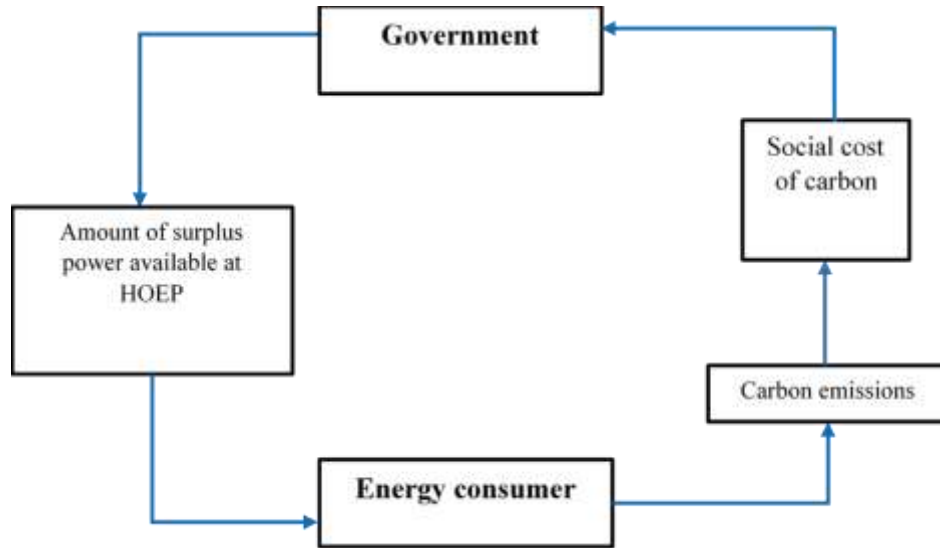 Government
Social cost
of carbon
Amount of surplus
power available at
HOEP
Carbon emissions
Energy consumer